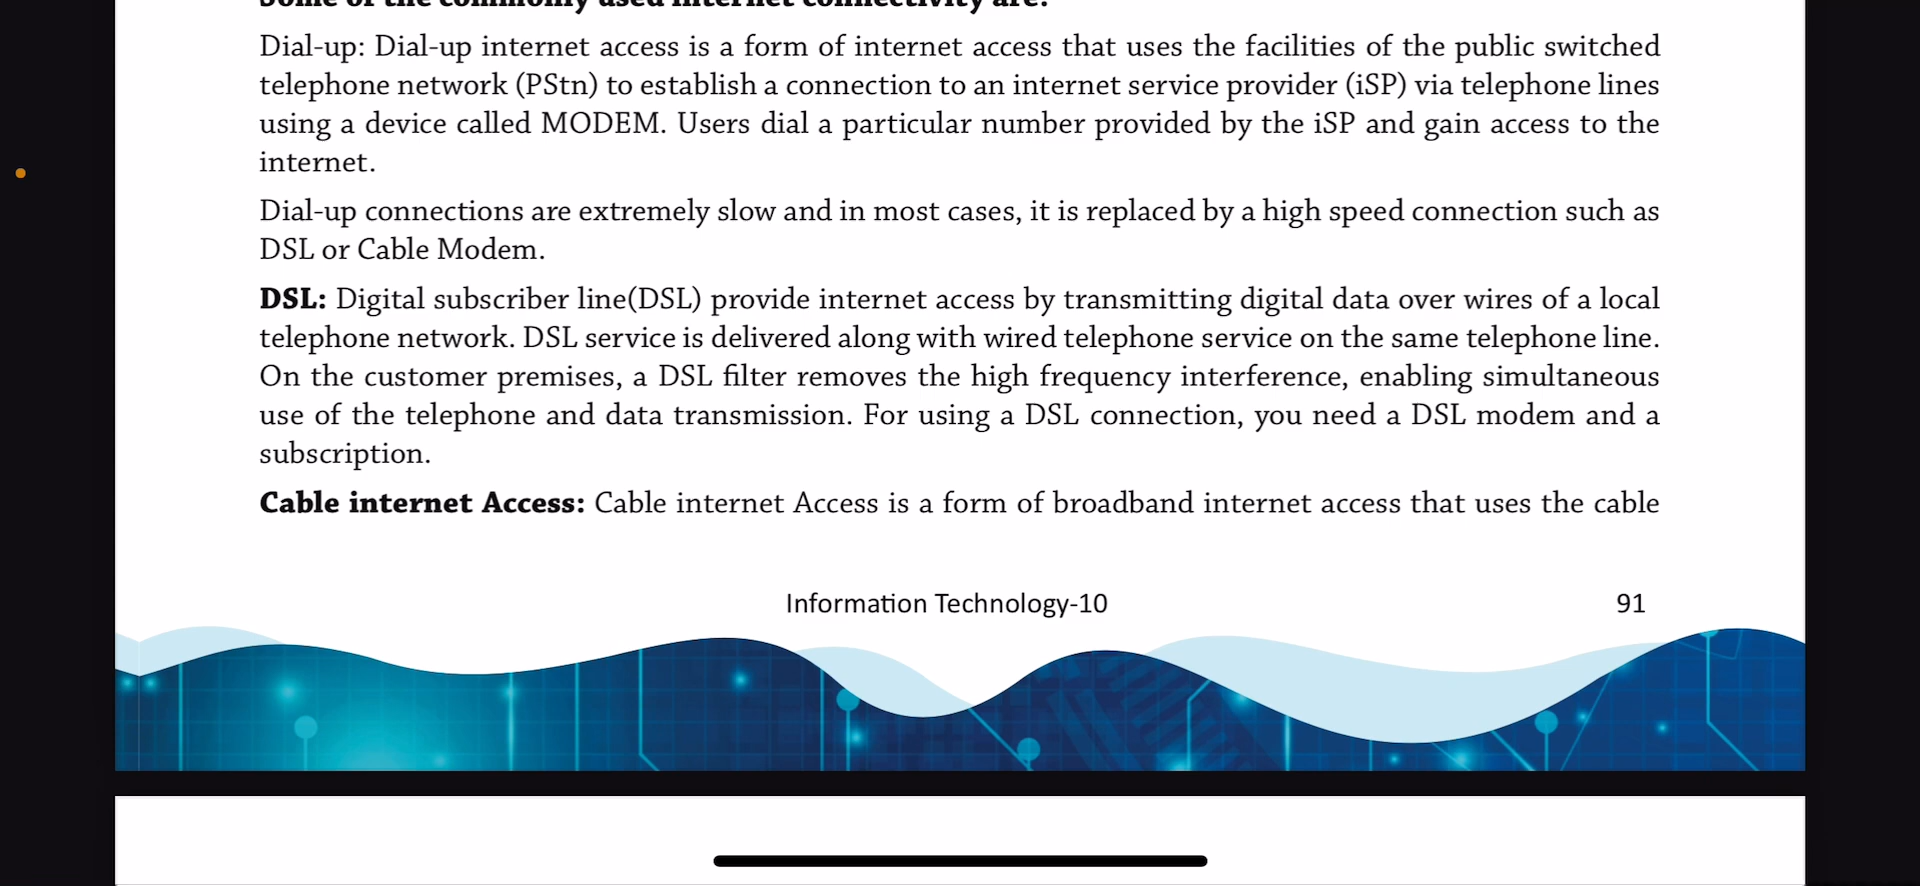 Some of the commonly used internet connectivity are:
Dial-up: Dial-up internet access is a form of internet access that uses the facilities of the public switched
telephone network (PStn) to establish a connection to an internet service provider (iSP) via telephone lines
using a device called MODEM. Users dial a particular number provided by the iSP and gain access to the
internet.
Dial-up connections are extremely slow and in most cases, it is replaced by a high speed connection such as
DSL or Cable Modem.
DSL: Digital subscriber line(DSL) provide internet access by transmitting digital data over wires of a local
telephone network. DSL service is delivered along with wired telephone service on the same telephone line.
On the customer premises, a DSL filter removes the high frequency interference, enabling simultaneous
use of the telephone and data transmission. For using a DSL connection, you need a DSL modem and a
subscription.
Cable internet Access: Cable internet Access is a form of broadband internet access that uses the cable
Information Technology-10
91